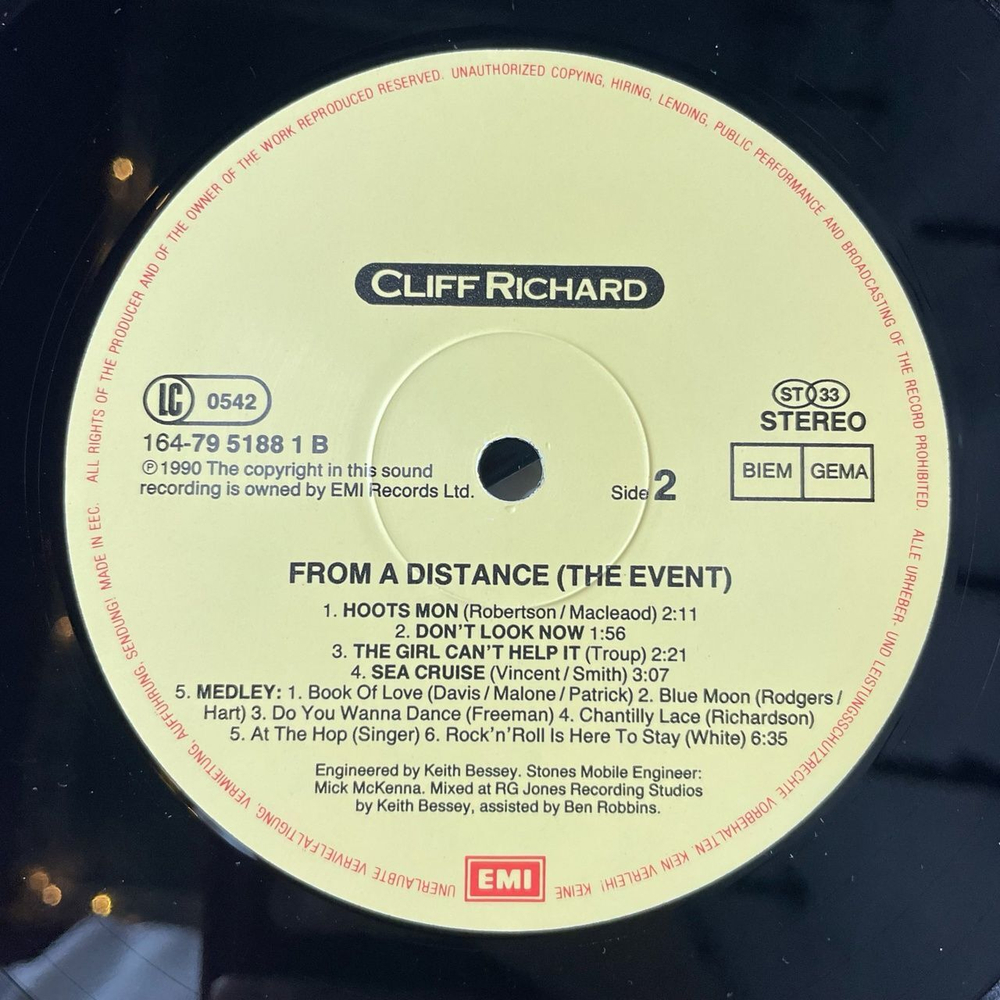 ALL RIGHTS OF THE PRODUCER AND OF THE OWNER OF THE WORK REPRODUCED RESERVED. UNAUTHORIZED COPYING, HIRING, LENDING, PUBLIC PERFORMANCE AND BROADCASTING OF THE RECORD PROHIBITED.
ALLE URHEBER- UND LEISTUNGSSCHUTZRECHTE VORBEHALTEN. KEIN VERLEIH! KEINE
UNERLAUBTE VERVIELFÄLTIGUNG, VERMIETUNG, AUFFÜHRUNG, SENDUNG! MADE IN EEC.
CLIFF RICHARD
LC 0542
164-79 5188 1 B
℗ 1990 The copyright in this sound
recording is owned by EMI Records Ltd.
ST 33
STEREO
BIEM GEMA
Side 2
FROM A DISTANCE (THE EVENT)
1. HOOTS MON (Robertson/Macleaod) 2:11
2. DON'T LOOK NOW 1:56
3. THE GIRL CAN'T HELP IT (Troup) 2:21
4. SEA CRUISE (Vincent/Smith) 3:07
5. MEDLEY: 1. Book Of Love (Davis/Malone/Patrick) 2. Blue Moon (Rodgers/
Hart) 3. Do You Wanna Dance (Freeman) 4. Chantilly Lace (Richardson)
5. At The Hop (Singer) 6. Rock'n'Roll Is Here To Stay (White) 6:35
Engineered by Keith Bessey. Stones Mobile Engineer:
Mick McKenna. Mixed at RG Jones Recording Studios
by Keith Bessey, assisted by Ben Robbins.
EMI